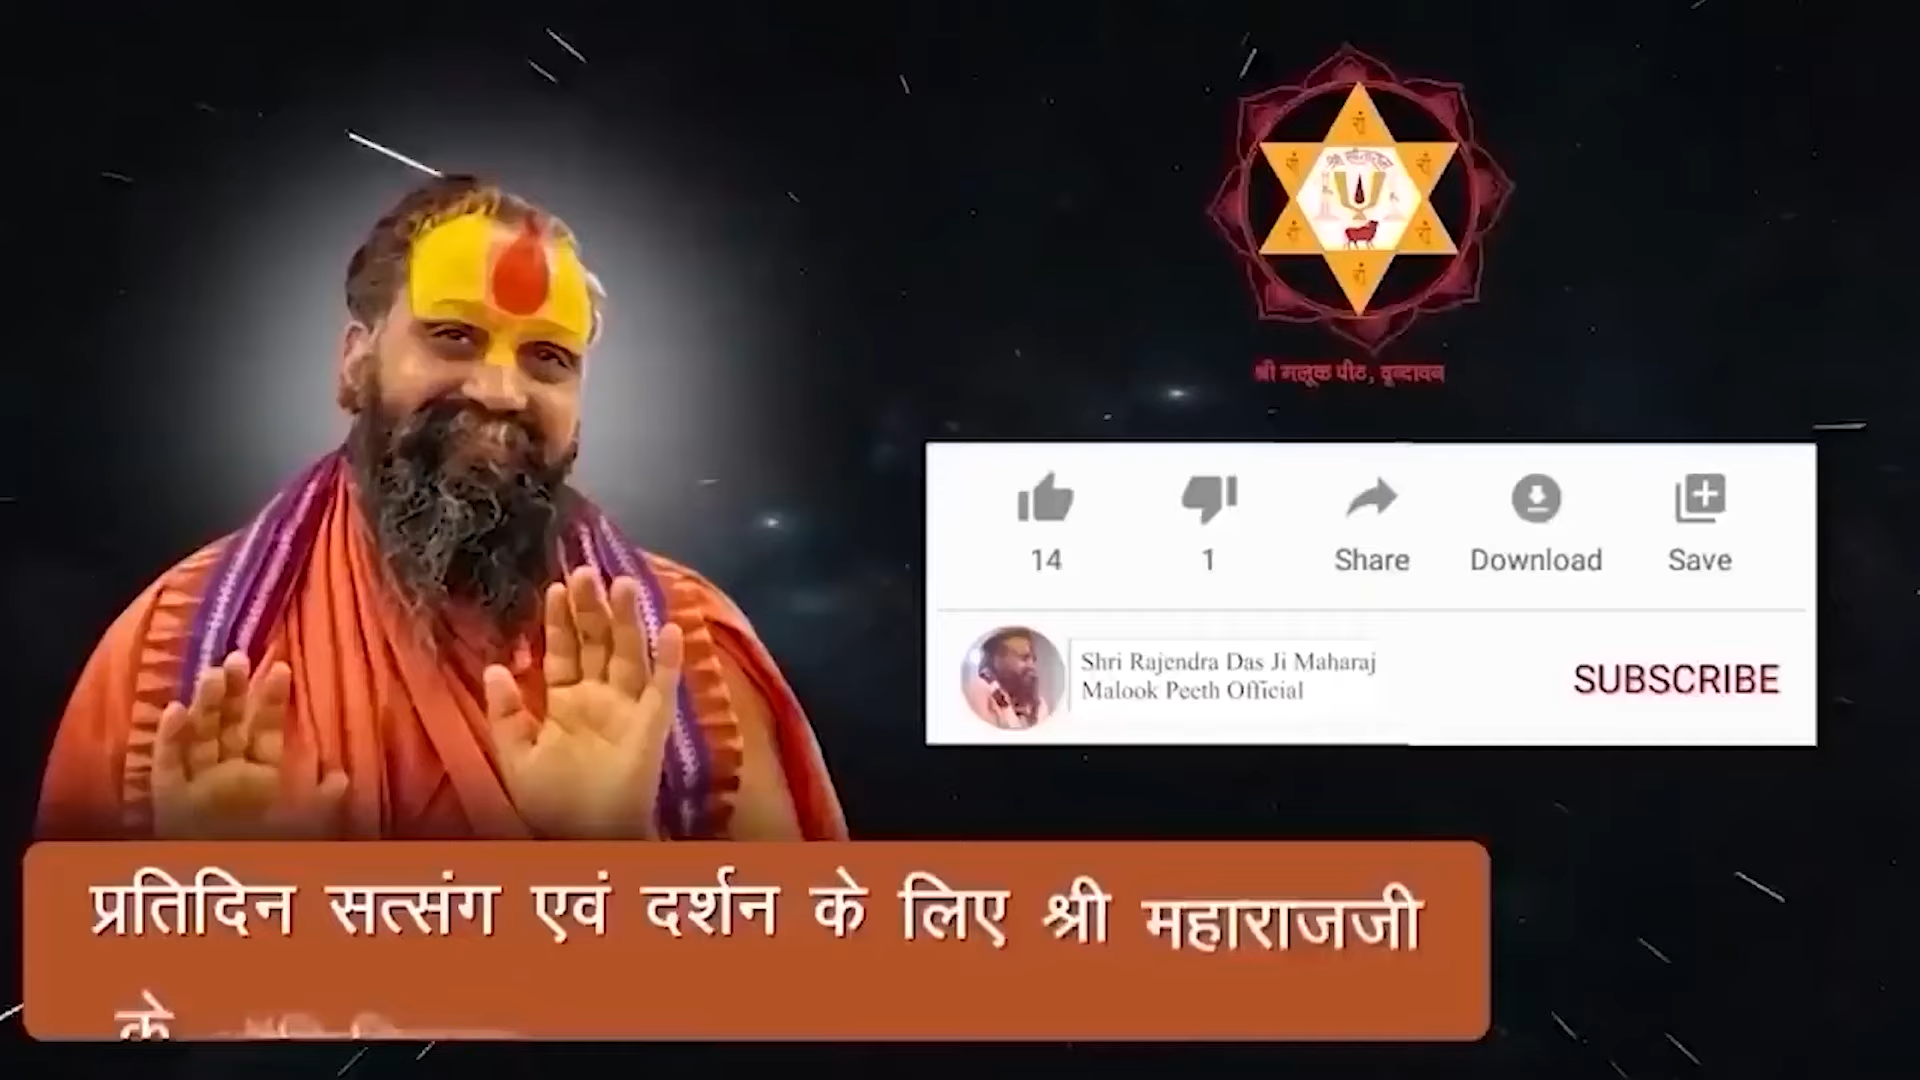 श्री सीताराम
रां
रां
रां
रां
रां
रां
श्री मलूक पीठ, वृन्दावन
14
1
Share
Download
Save
Shri Rajendra Das Ji Maharaj
Malook Peeth Official
SUBSCRIBE
प्रतिदिन सत्संग एवं दर्शन के लिए श्री महाराजजी
के